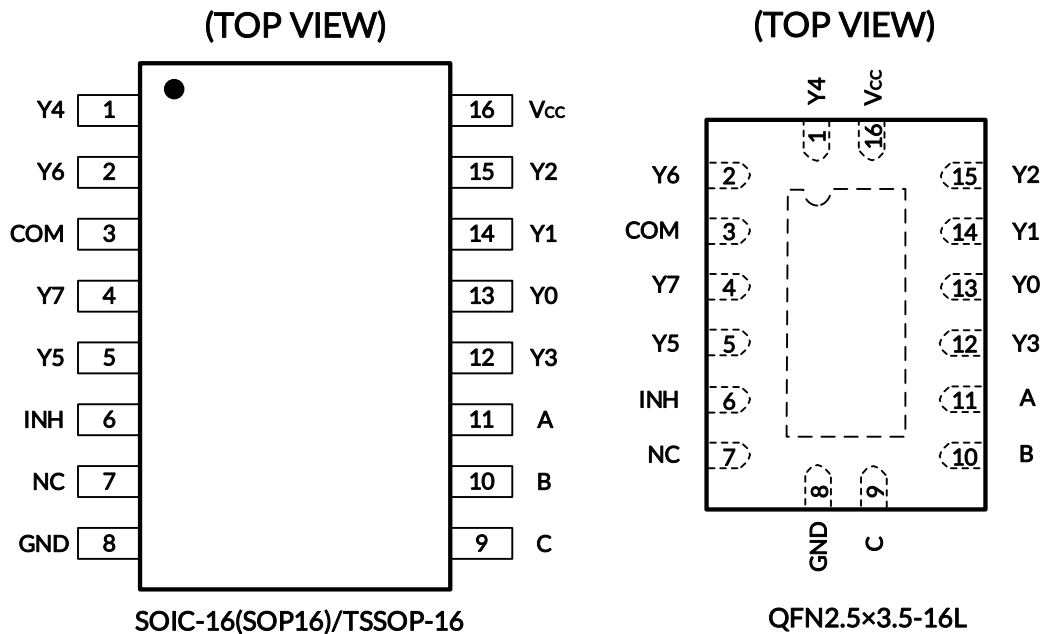 (TOP VIEW)
Y4 1 16 Vcc
Y6 2 15 Y2
COM 3 14 Y1
Y7 4 13 Y0
Y5 5 12 Y3
INH 6 11 A
NC 7 10 B
GND 8 9 C
SOIC-16(SOP16)/TSSOP-16
(TOP VIEW)
Y4 Vcc
1 16
Y6 2 15 Y2
COM 3 14 Y1
Y7 4 13 Y0
Y5 5 12 Y3
INH 6 11 A
NC 7 10 B
8 9
GND C
QFN2.5×3.5-16L